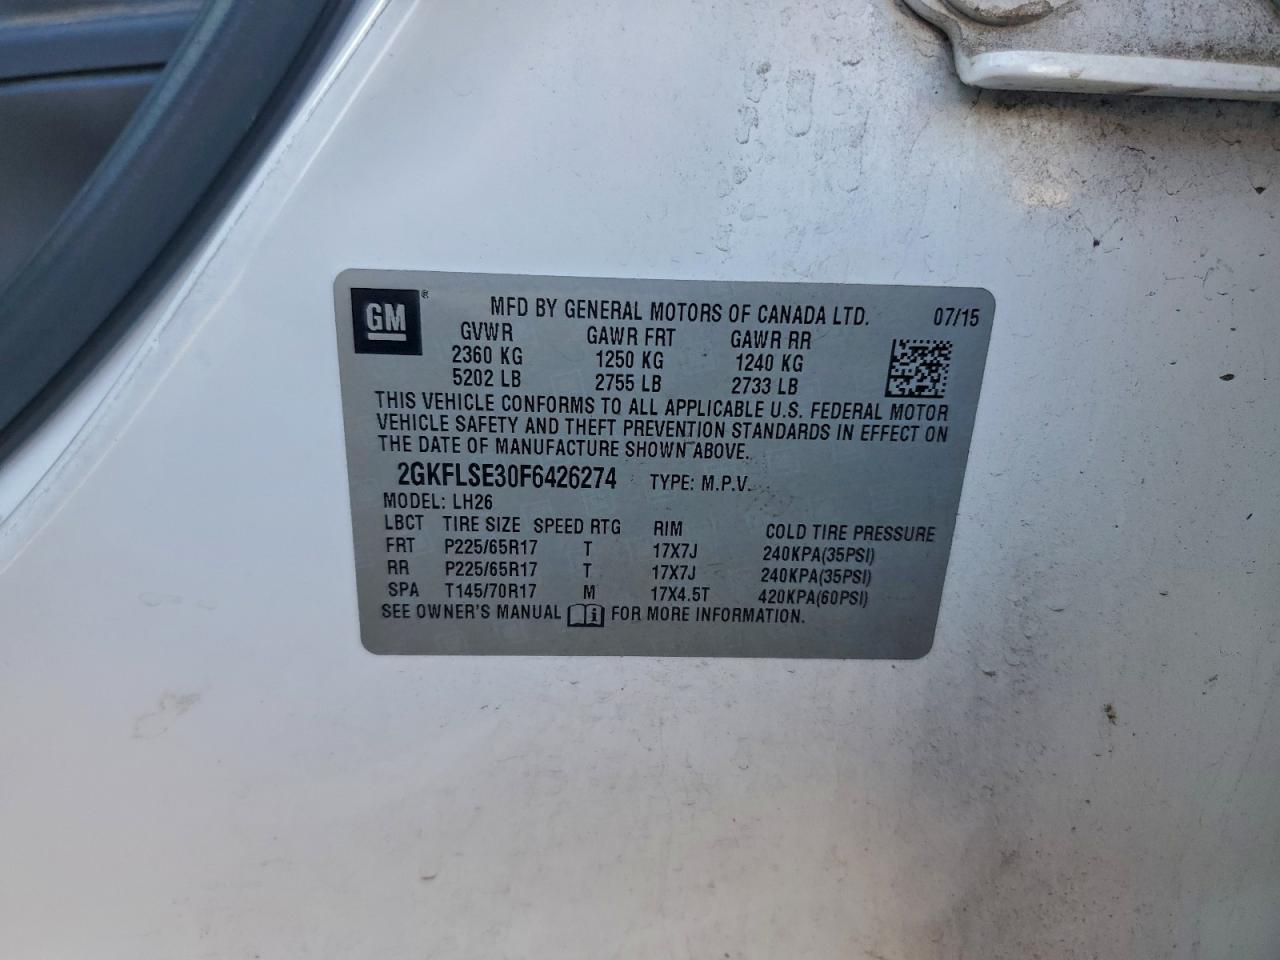 GM ® MFD BY GENERAL MOTORS OF CANADA LTD. 07/15
GVWR GAWR FRT GAWR RR
2360 KG 1250 KG 1240 KG
5202 LB 2755 LB 2733 LB
THIS VEHICLE CONFORMS TO ALL APPLICABLE U.S. FEDERAL MOTOR
VEHICLE SAFETY AND THEFT PREVENTION STANDARDS IN EFFECT ON
THE DATE OF MANUFACTURE SHOWN ABOVE.
2GKFLSE30F6426274 TYPE: M.P.V.
MODEL: LH26
LBCT TIRE SIZE SPEED RTG RIM COLD TIRE PRESSURE
FRT P225/65R17 T 17X7J 240KPA(35PSI)
RR P225/65R17 T 17X7J 240KPA(35PSI)
SPA T145/70R17 M 17X4.5T 420KPA(60PSI)
SEE OWNER'S MANUAL i FOR MORE INFORMATION.